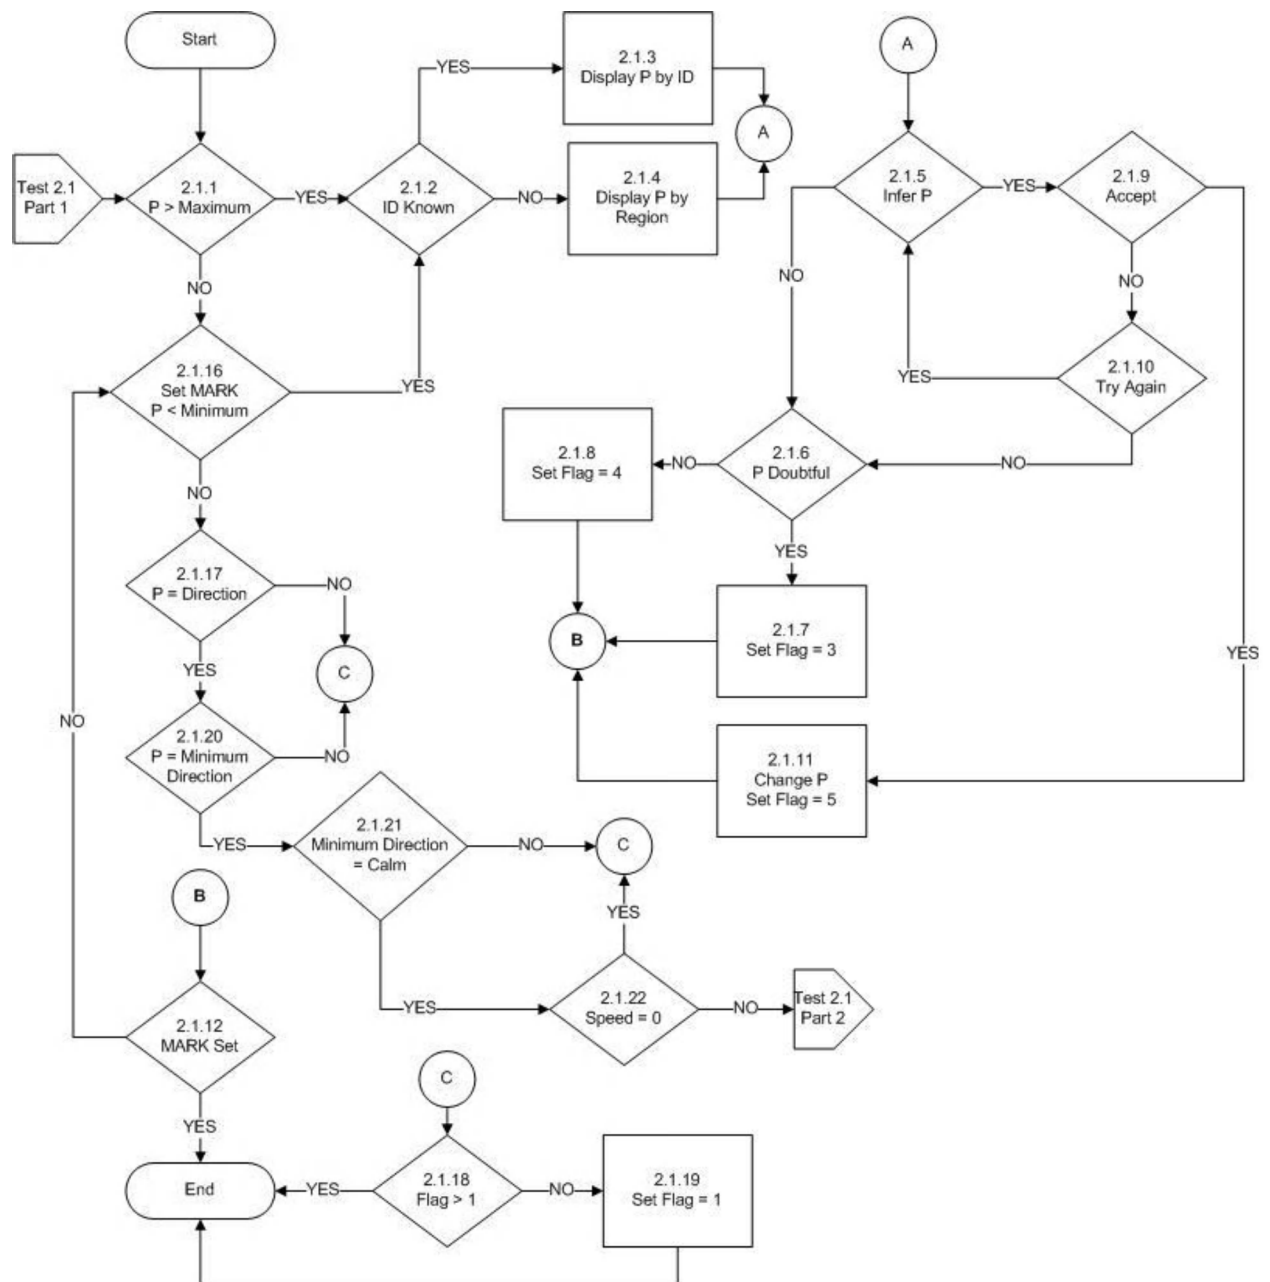 Start
2.1.3
Display P by ID
A
A
YES
Test 2.1
Part 1
2.1.1
P > Maximum
YES
2.1.2
ID Known
NO
2.1.4
Display P by
Region
2.1.5
Infer P
YES
2.1.9
Accept
NO
NO
NO
2.1.16
Set MARK
P < Minimum
YES
YES
2.1.10
Try Again
2.1.8
Set Flag = 4
NO
2.1.6
P Doubtful
NO
NO
YES
2.1.17
P = Direction
NO
B
2.1.7
Set Flag = 3
YES
YES
C
NO
2.1.20
P = Minimum
Direction
NO
2.1.11
Change P
Set Flag = 5
YES
2.1.21
Minimum Direction
= Calm
NO
C
B
YES
YES
2.1.22
Speed = 0
NO
Test 2.1
Part 2
2.1.12
MARK Set
C
YES
End
YES
2.1.18
Flag > 1
NO
2.1.19
Set Flag = 1